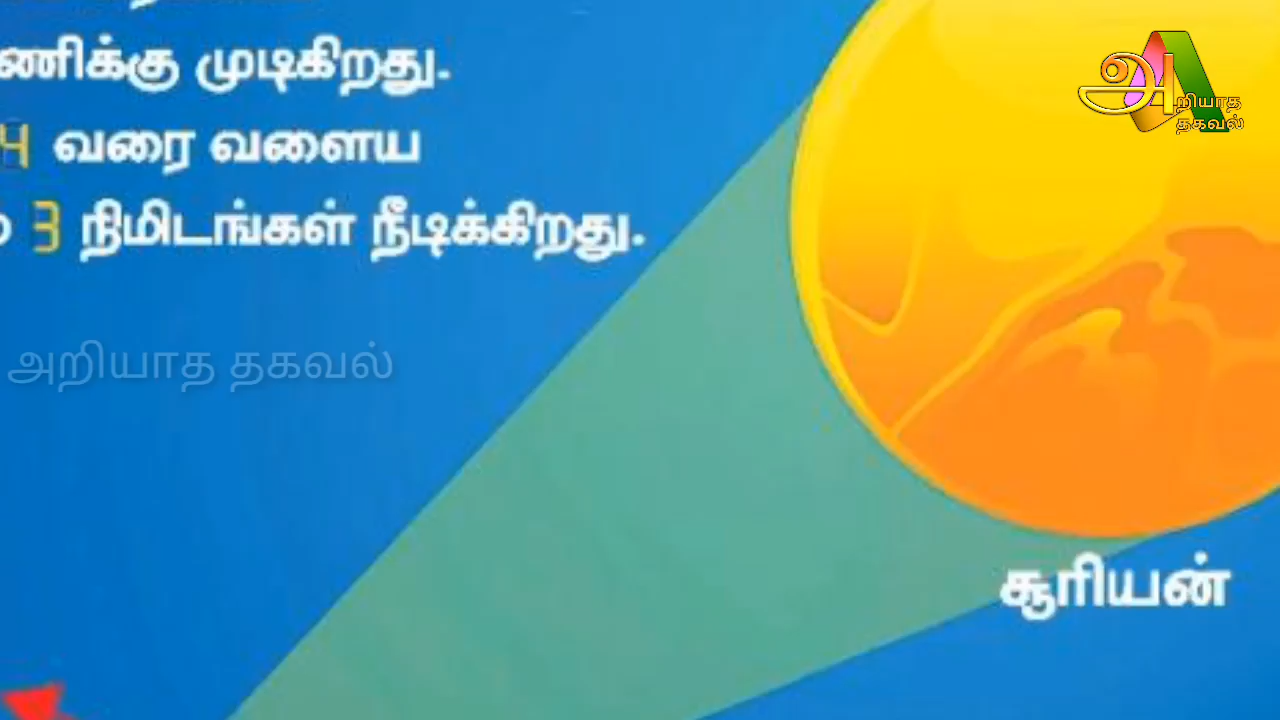 முடிகிறது.
வரை வளைய
3 நிமிடங்கள் நீடிக்கிறது.
அறியாத தகவல்
சூரியன்
அறியாத
தகவல்